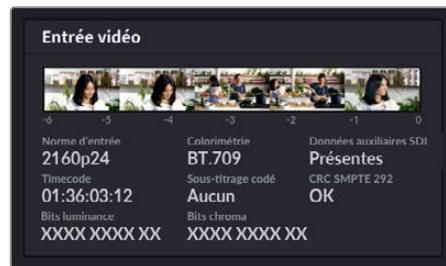 Entrée vidéo
-6 -5 -4 -3 -2 -1 0
Norme d'entrée Colorimétrie Données auxiliaires SDI
2160p24 BT.709 Présentes
Timecode Sous-titrage codé CRC SMPTE 292
01:36:03:12 Aucun OK
Bits luminance Bits chroma
XXXX XXXX XX XXXX XXXX XX